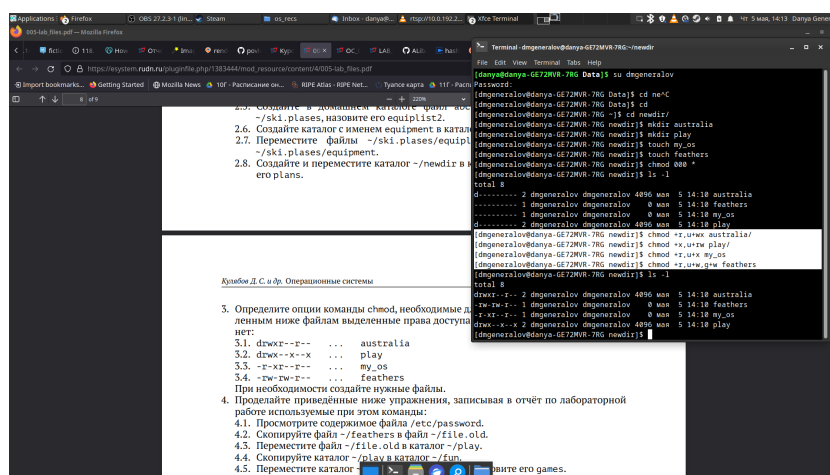 Applications
Firefox
OBS 27.2.3-1 (lin...
Steam
os_recs
Inbook - danya@...
rtsp://10.0.192.2...
Xfce Terminal
Чт 5 мая, 14:13 Danya Gene
005-lab_files.pdf — Mozilla Firefox
https://esystem.rudn.ru/pluginfile.php/1383444/mod_resource/content/4/005-lab_files.pdf
Import bookmarks...
Getting Started
Mozilla News
10Г - Расписание он...
RIPE Atlas - RIPE Net...
Tyance карта
8 of 9
220%
2.5. Создайте в домашнем каталоге файл abc
~/ski.plases, назовите его equiplist2.
2.6. Создайте каталог с именем equipment в катал
2.7. Переместите файлы ~/ski.plases/equipl
~/ski.plases/equipment.
2.8. Создайте и переместите каталог ~/newdir в к
его plans.
Кулябов Д. С. и др. Операционные системы
3. Определите опции команды chmod, необходимые д
ленным ниже файлам выделенные права доступа
нет:
3.1. drwxr--r-- ... australia
3.2. drwx--x--x ... play
3.3. -r-xr--r-- ... my_os
3.4. -rw-rw-r-- ... feathers
При необходимости создайте нужные файлы.
4. Проделайте приведённые ниже упражнения, записывая в отчёт по лабораторной
работе используемые при этом команды:
4.1. Просмотрите содержимое файла /etc/password.
4.2. Скопируйте файл ~/feathers в файл ~/file.old.
4.3. Переместите файл ~/file.old в каталог ~/play.
4.4. Скопируйте каталог ~/play в каталог ~/fun.
4.5. Переместите каталог ~ овите его games.
Terminal - dmgeneralov@danya-GE72MVR-7RG:~/newdir
File Edit View Terminal Tabs Help
[danya@danya-GE72MVR-7RG Data]$ su dmgeneralov
Password:
[dmgeneralov@danya-GE72MVR-7RG Data]$ cd ne^C
[dmgeneralov@danya-GE72MVR-7RG Data]$ cd
[dmgeneralov@danya-GE72MVR-7RG ~]$ cd newdir/
[dmgeneralov@danya-GE72MVR-7RG newdir]$ mkdir australia
[dmgeneralov@danya-GE72MVR-7RG newdir]$ mkdir play
[dmgeneralov@danya-GE72MVR-7RG newdir]$ touch my_os
[dmgeneralov@danya-GE72MVR-7RG newdir]$ touch feathers
[dmgeneralov@danya-GE72MVR-7RG newdir]$ chmod 000 *
[dmgeneralov@danya-GE72MVR-7RG newdir]$ ls -l
total 8
d--------- 2 dmgeneralov dmgeneralov 4096 мая 5 14:10 australia
---------- 1 dmgeneralov dmgeneralov 0 мая 5 14:10 feathers
---------- 1 dmgeneralov dmgeneralov 0 мая 5 14:10 my_os
d--------- 2 dmgeneralov dmgeneralov 4096 мая 5 14:10 play
[dmgeneralov@danya-GE72MVR-7RG newdir]$ chmod +r,u+wx australia/
[dmgeneralov@danya-GE72MVR-7RG newdir]$ chmod +x,u+rw play/
[dmgeneralov@danya-GE72MVR-7RG newdir]$ chmod +r,u+x my_os
[dmgeneralov@danya-GE72MVR-7RG newdir]$ chmod +r,u+w,g+w feathers
[dmgeneralov@danya-GE72MVR-7RG newdir]$ ls -l
total 8
drwxr--r-- 2 dmgeneralov dmgeneralov 4096 мая 5 14:10 australia
-rw-rw-r-- 1 dmgeneralov dmgeneralov 0 мая 5 14:10 feathers
-r-xr--r-- 1 dmgeneralov dmgeneralov 0 мая 5 14:10 my_os
drwx--x--x 2 dmgeneralov dmgeneralov 4096 мая 5 14:10 play
[dmgeneralov@danya-GE72MVR-7RG newdir]$